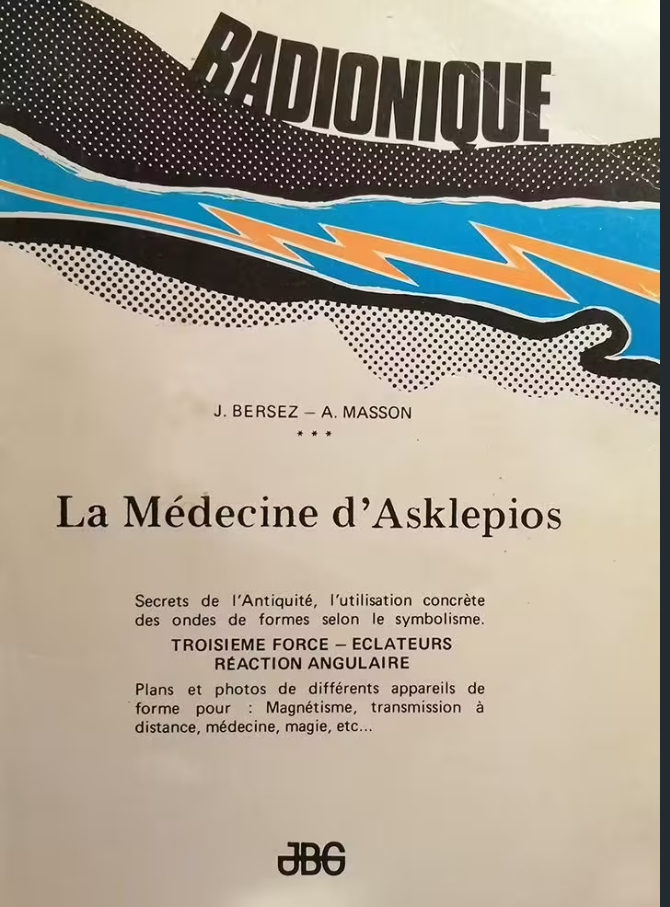 RADIONIQUE
J. BERSEZ – A. MASSON
* * *
La Médecine d'Asklepios
Secrets de l'Antiquité, l'utilisation concrète
des ondes de formes selon le symbolisme.
TROISIEME FORCE – ECLATEURS
RÉACTION ANGULAIRE
Plans et photos de différents appareils de
forme pour : Magnétisme, transmission à
distance, médecine, magie, etc...
JBG